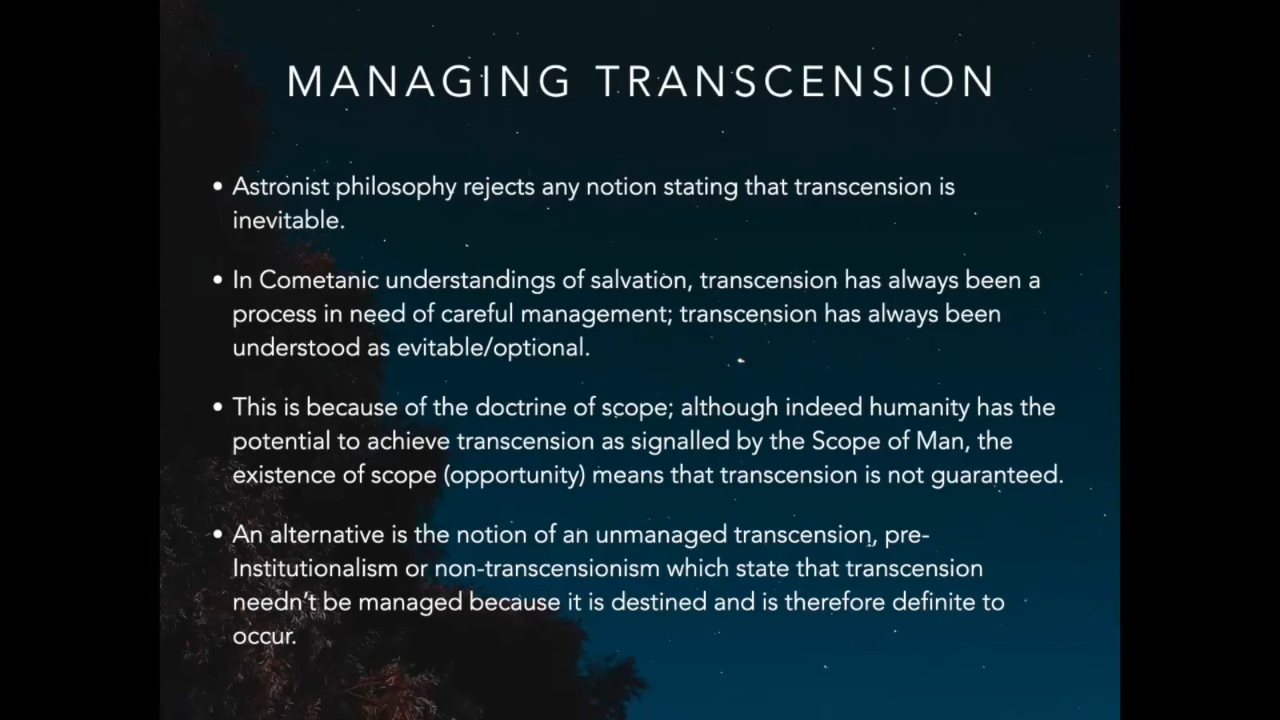 MANAGING TRANSCENSION
• Astronist philosophy rejects any notion stating that transcension is
inevitable.
• In Cometanic understandings of salvation, transcension has always been a
process in need of careful management; transcension has always been
understood as evitable/optional.
• This is because of the doctrine of scope; although indeed humanity has the
potential to achieve transcension as signalled by the Scope of Man, the
existence of scope (opportunity) means that transcension is not guaranteed.
• An alternative is the notion of an unmanaged transcension, pre-
Institutionalism or non-transcensionism which state that transcension
needn't be managed because it is destined and is therefore definite to
occur.